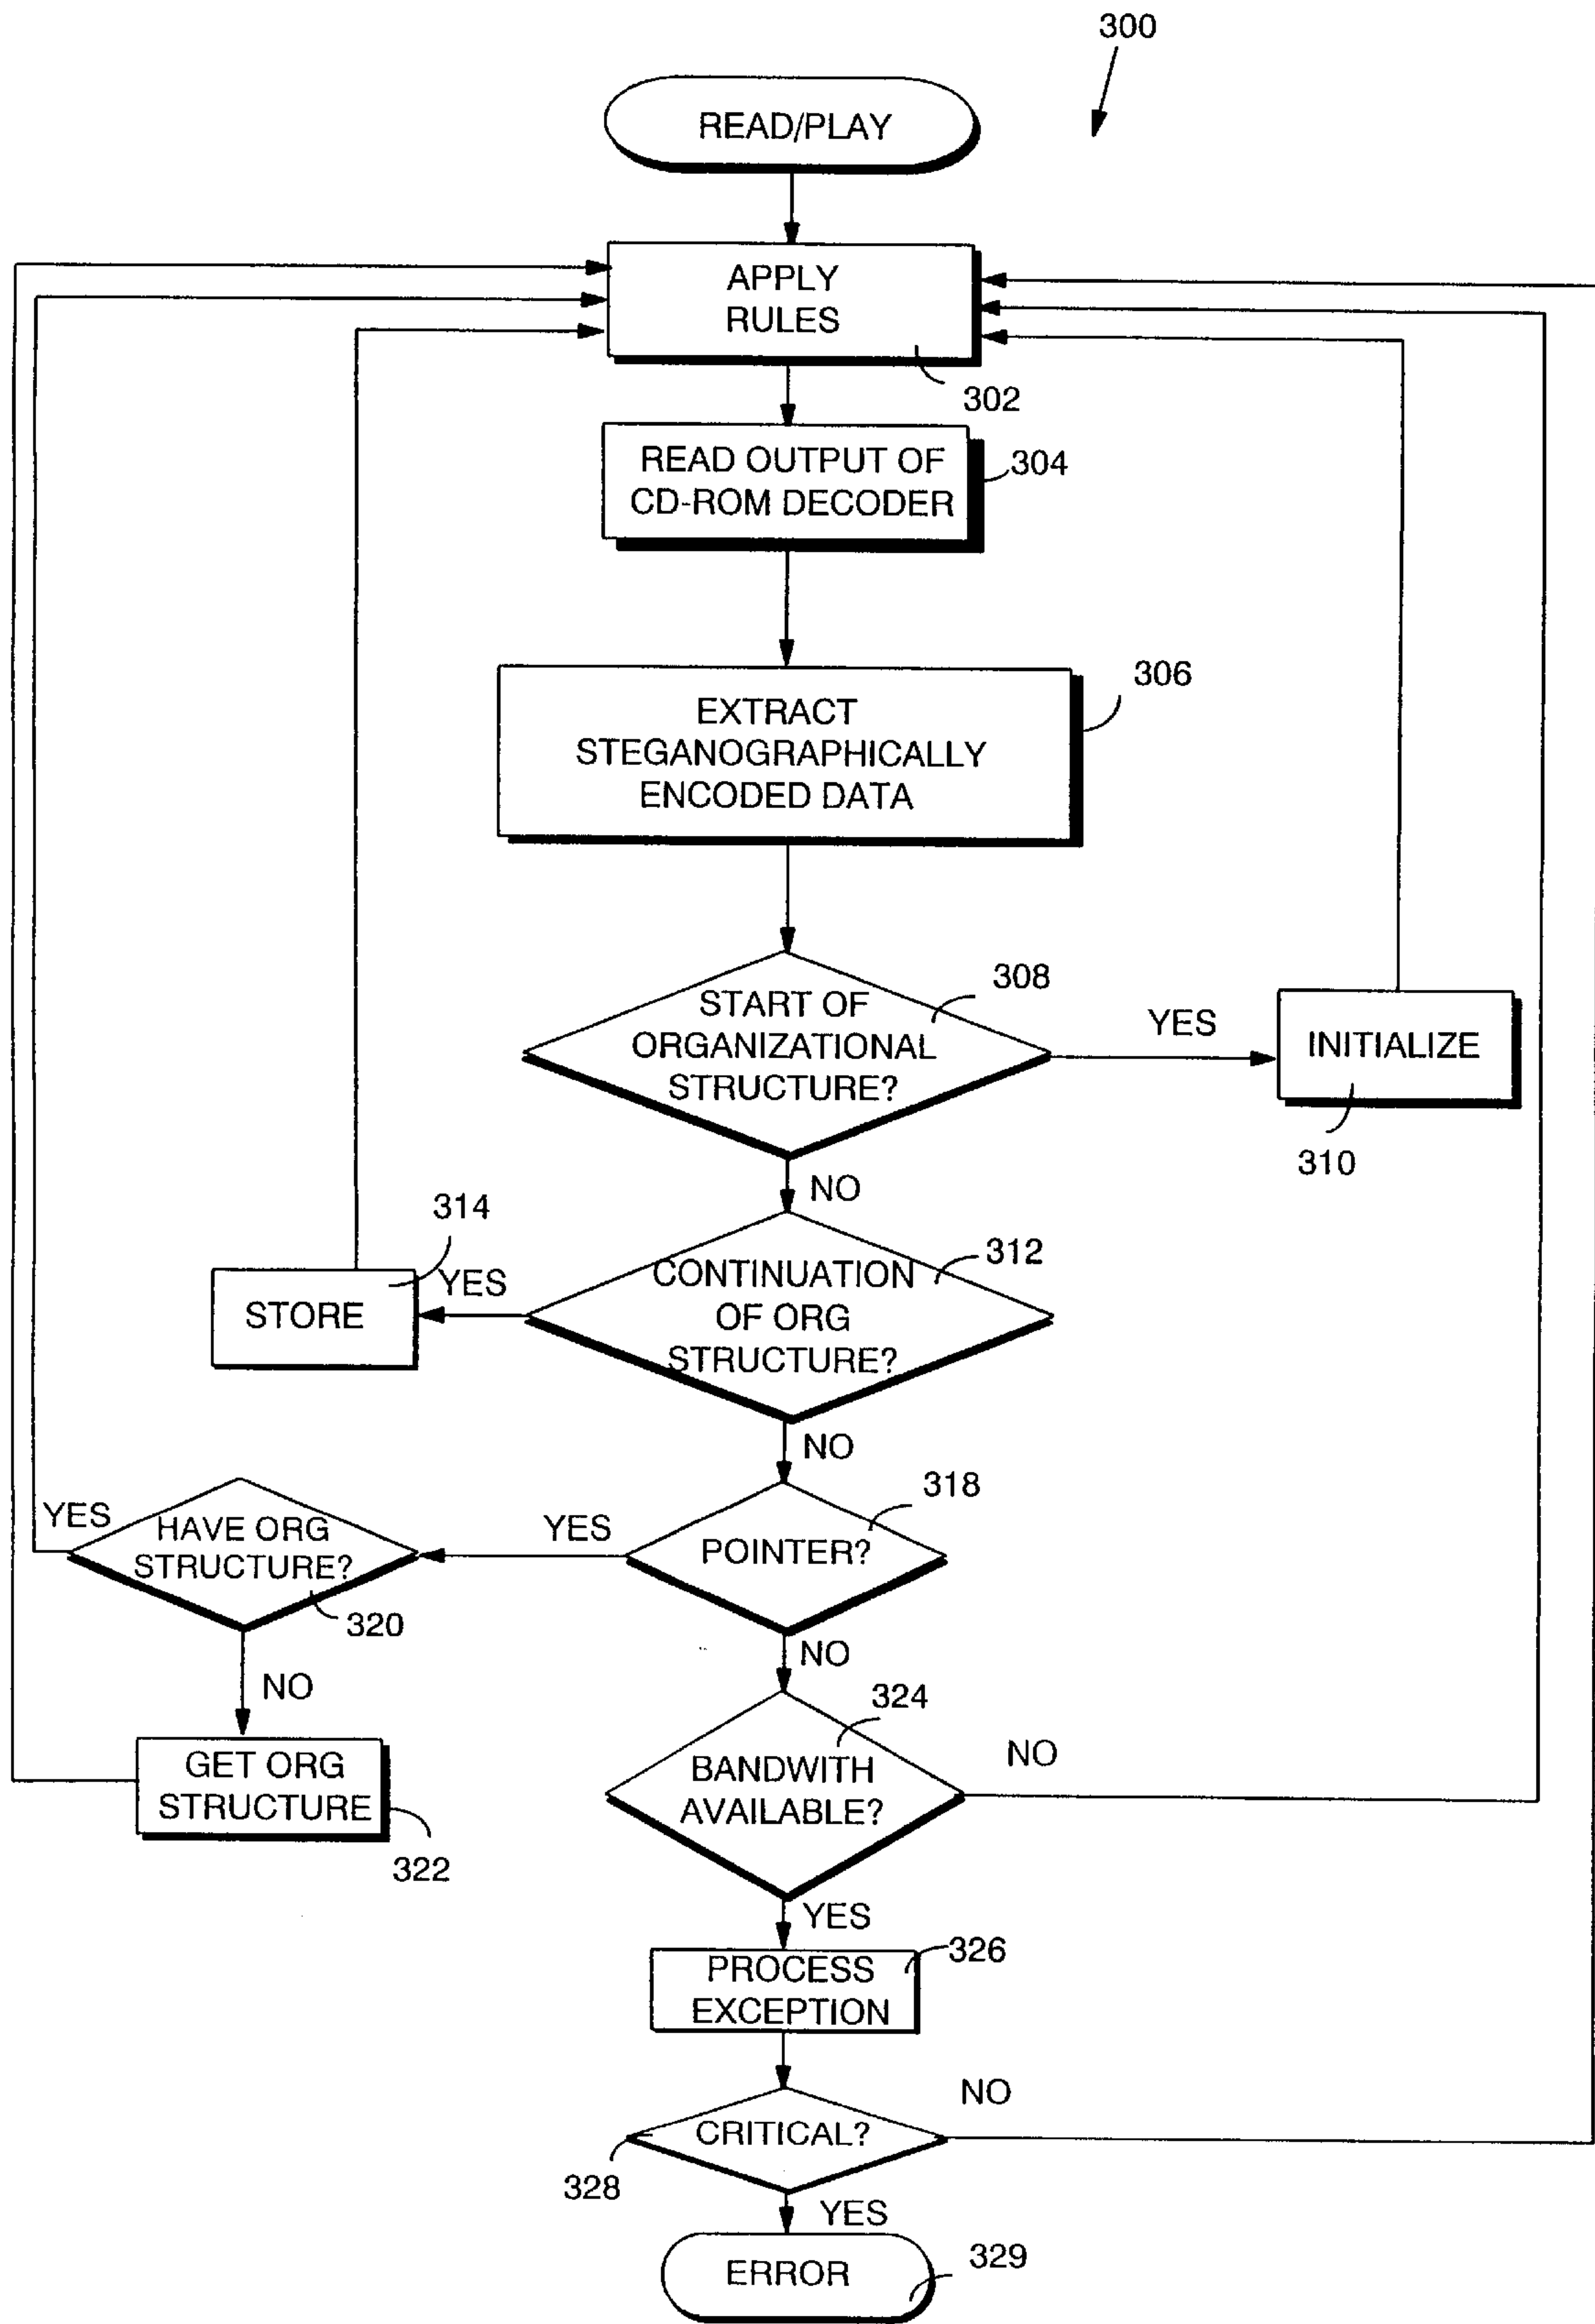 300
READ/PLAY
APPLY
RULES
302
READ OUTPUT OF
CD-ROM DECODER
304
EXTRACT
STEGANOGRAPHICALLY
ENCODED DATA
306
START OF
ORGANIZATIONAL
STRUCTURE?
308
YES
INITIALIZE
310
NO
CONTINUATION
OF ORG
STRUCTURE?
312
YES
314
STORE
NO
POINTER?
318
YES
HAVE ORG
STRUCTURE?
320
YES
NO
GET ORG
STRUCTURE
322
NO
324
BANDWITH
AVAILABLE?
NO
YES
PROCESS
EXCEPTION
326
CRITICAL?
328
NO
YES
ERROR
329